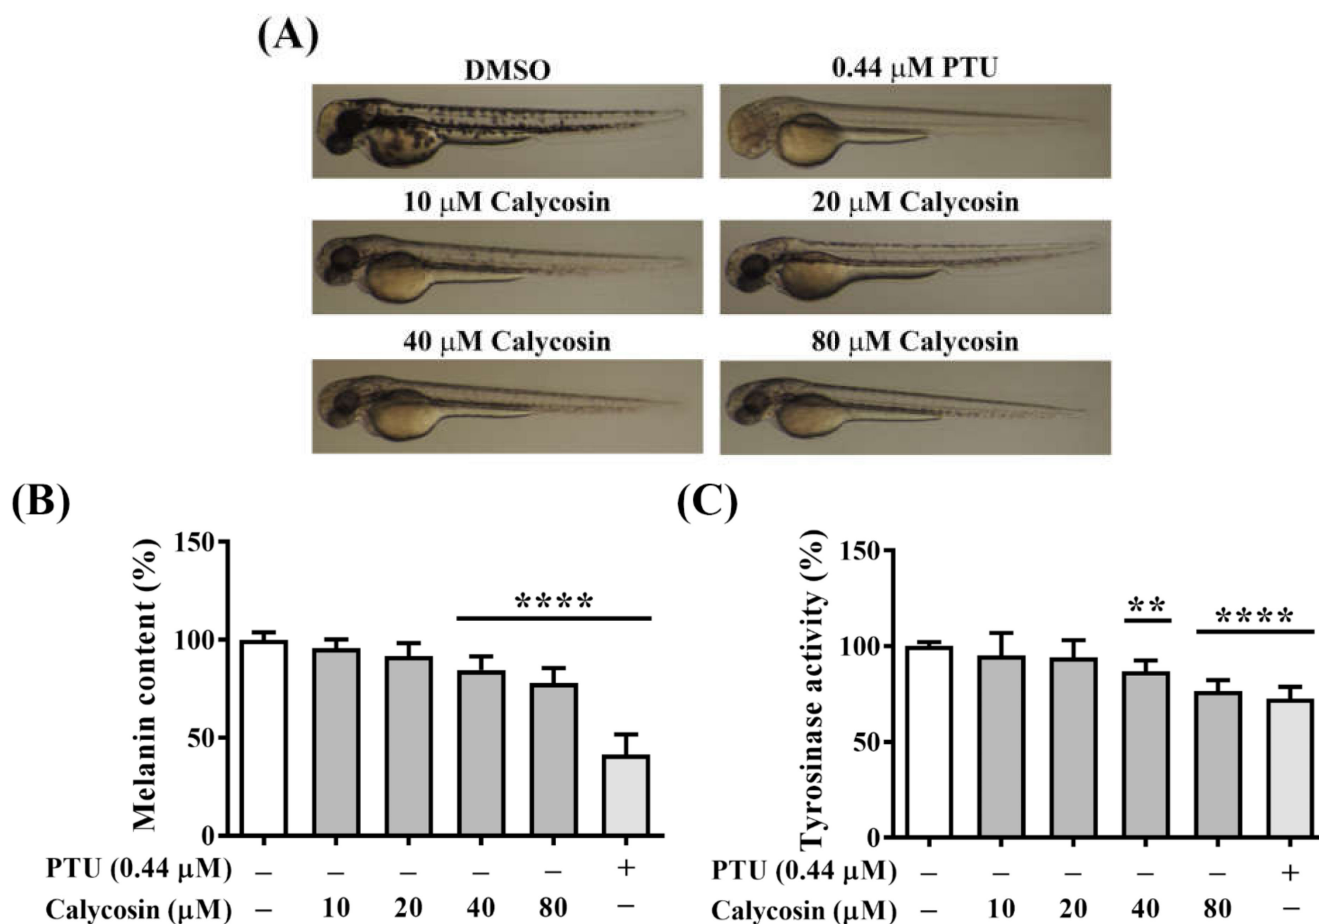 (A)
DMSO
0.44 μM PTU
10 μM Calycosin
20 μM Calycosin
40 μM Calycosin
80 μM Calycosin
(B)
Melanin content (%)
150
100
50
0
****
PTU (0.44 μM) – – – – – +
Calycosin (μM) – 10 20 40 80 –
(C)
Tyrosinase activity (%)
150
100
50
0
**
****
PTU (0.44 μM) – – – – – +
Calycosin (μM) – 10 20 40 80 –